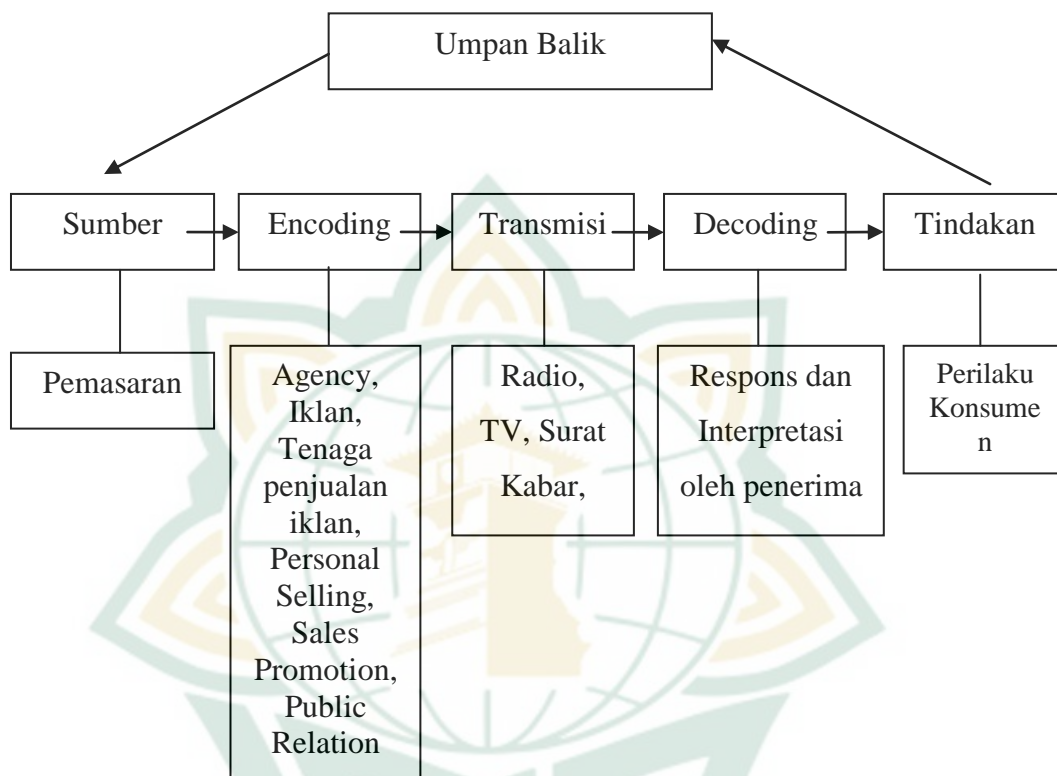 Umpan Balik
Sumber
Encoding
Transmisi
Decoding
Tindakan
Pemasaran
Agency,
Iklan,
Tenaga
penjualan
iklan,
Personal
Selling,
Sales
Promotion,
Public
Relation
Radio,
TV, Surat
Kabar,
Respons dan
Interpretasi
oleh penerima
Perilaku
Konsume
n